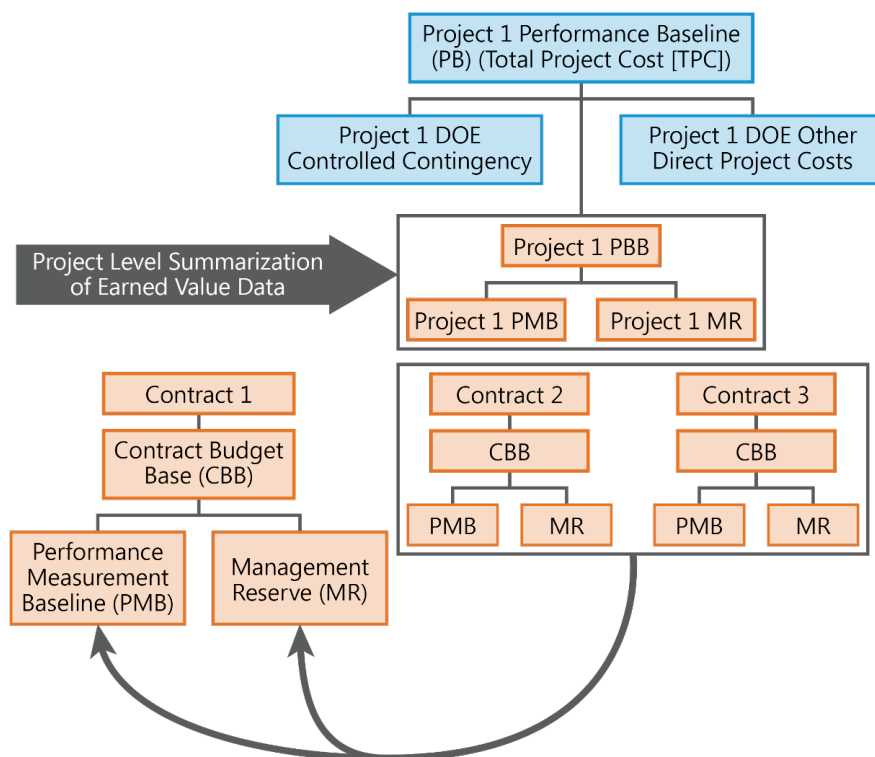 Project 1 Performance Baseline
(PB) (Total Project Cost [TPC])
Project 1 DOE
Controlled Contingency
Project 1 DOE Other
Direct Project Costs
Project Level Summarization
of Earned Value Data
Project 1 PBB
Project 1 PMB
Project 1 MR
Contract 1
Contract Budget
Base (CBB)
Performance
Measurement
Baseline (PMB)
Management
Reserve (MR)
Contract 2
CBB
PMB
MR
Contract 3
CBB
PMB
MR